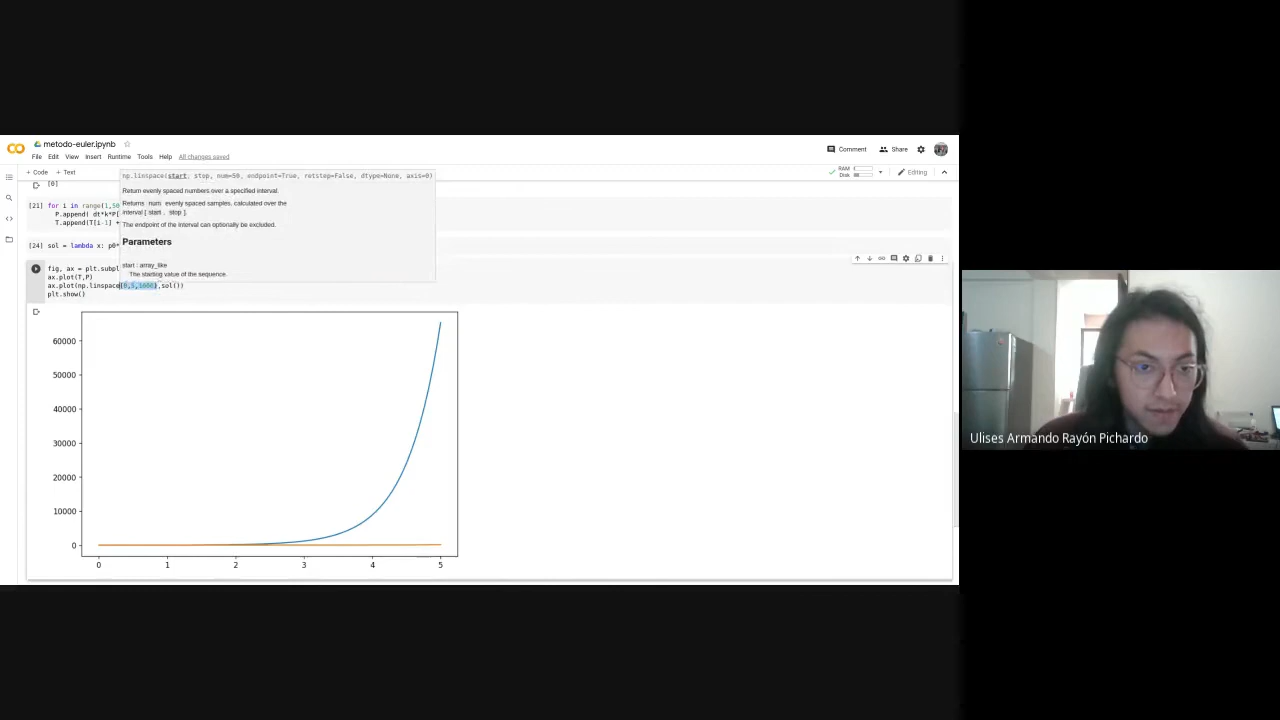 metodo-euler.ipynb
File Edit View Insert Runtime Tools Help All changes saved
Comment Share
+ Code + Text
RAM
Disk
Editing
[0]
[21] for i in range(1,50
P.append( dt*k*P[
T.append(T[i-1] +
[24] sol = lambda x: p0*
np.linspace(start, stop, num=50, endpoint=True, retstep=False, dtype=None, axis=0)
Return evenly spaced numbers over a specified interval.
Returns num evenly spaced samples, calculated over the
interval [ start , stop ].
The endpoint of the interval can optionally be excluded.
Parameters
start : array_like
The starting value of the sequence.
fig, ax = plt.subpl
ax.plot(T,P)
ax.plot(np.linspace(0,5,1000),sol())
plt.show()
60000
50000
40000
30000
20000
10000
0
0 1 2 3 4 5
Ulises Armando Rayón Pichardo